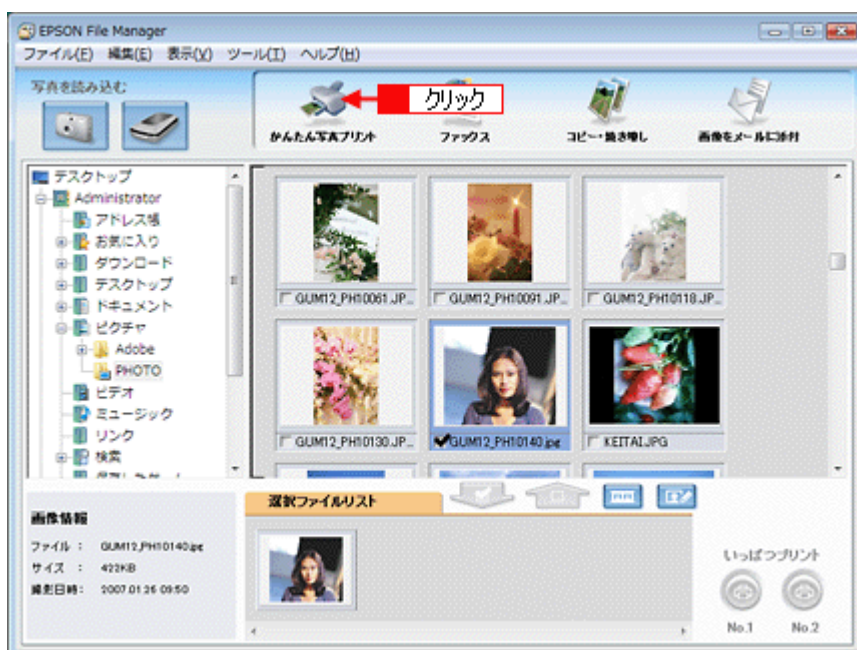 EPSON File Manager
ファイル(F) 編集(E) 表示(V) ツール(T) ヘルプ(H)
写真を読み込む
クリック
かんたん写真プリント ファックス コピー・焼き増し 画像をメールに添付
デスクトップ
Administrator
アドレス帳
お気に入り
ダウンロード
デスクトップ
ドキュメント
ピクチャ
Adobe
PHOTO
ビデオ
ミュージック
リンク
検索
GUM12_PH10061.JP... GUM12_PH10091.JP... GUM12_PH10118.JP...
GUM12_PH10130.JP... GUM12_PH10140.jpg KEITAI.JPG
選択ファイルリスト
画像情報
ファイル : GUM12_PH10140.jpg
サイズ : 422KB
撮影日時: 2007.01.26 09:50
いっぱつプリント
No.1 No.2